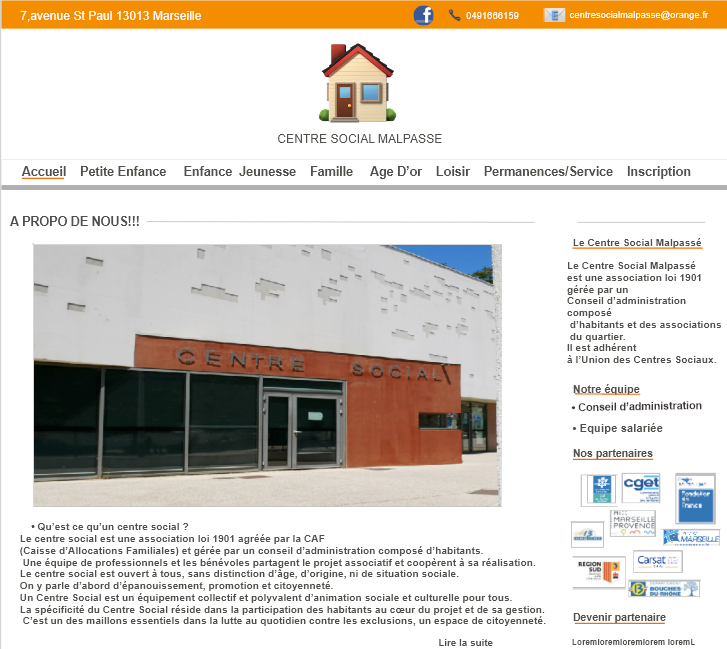 7,avenue St Paul 13013 Marseille
0491666159
centresocialmalpasse@orange.fr
CENTRE SOCIAL MALPASSE
Accueil Petite Enfance Enfance Jeunesse Famille Age D'or Loisir Permanences/Service Inscription
A PROPO DE NOUS!!!
CENTRE SOCIAL
• Qu'est ce qu'un centre social ?
Le centre social est une association loi 1901 agréée par la CAF
(Caisse d'Allocations Familiales) et gérée par un conseil d'administration composé d'habitants.
Une équipe de professionnels et les bénévoles partagent le projet associatif et coopèrent à sa réalisation.
Le centre social est ouvert à tous, sans distinction d'âge, d'origine, ni de situation sociale.
On y parle d'abord d'épanouissement, promotion et citoyenneté.
Un Centre Social est un équipement collectif et polyvalent d'animation sociale et culturelle pour tous.
La spécificité du Centre Social réside dans la participation des habitants au cœur du projet et de sa gestion.
C'est un des maillons essentiels dans la lutte au quotidien contre les exclusions, un espace de citoyenneté.
Lire la suite
Le Centre Social Malpassé
Le Centre Social Malpassé
est une association loi 1901
gérée par un
Conseil d'administration
composé
d'habitants et des associations
du quartier.
Il est adhérent
à l'Union des Centres Sociaux.
Notre équipe
• Conseil d'administration
• Equipe salariée
Nos partenaires
cget
Fondation
de
France
MARSEILLE
PROVENCE
MARSEILLE
REGION
SUD
Carsat
BOUCHES
DU-RHÔNE
Devenir partenaire
Loremloremloremlorem loremL